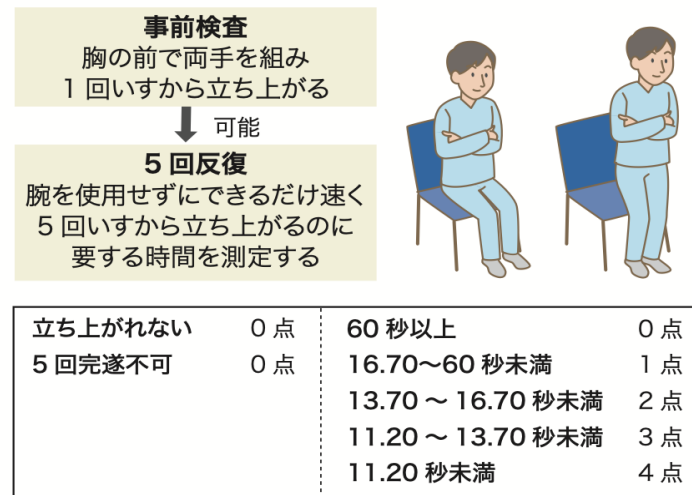 事前検査
胸の前で両手を組み
1 回いすから立ち上がる
可能
5 回反復
腕を使用せずにできるだけ速く
5 回いすから立ち上がるのに
要する時間を測定する
立ち上がれない 0 点
5 回完遂不可 0 点
60 秒以上 0 点
16.70〜60 秒未満 1 点
13.70 〜 16.70 秒未満 2 点
11.20 〜 13.70 秒未満 3 点
11.20 秒未満 4 点